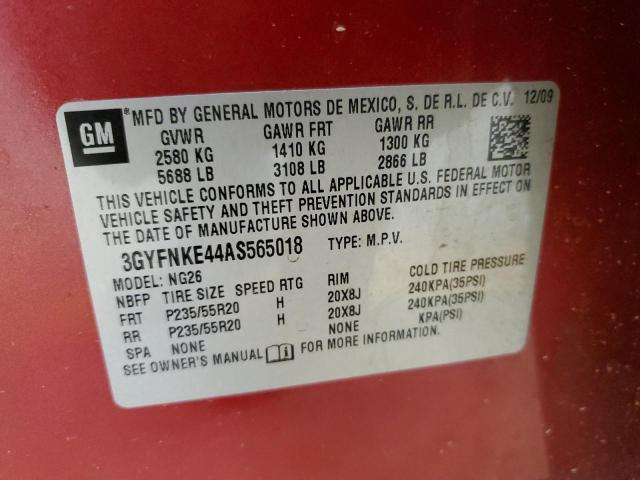 GM
MFD BY GENERAL MOTORS DE MEXICO, S. DE R.L. DE C.V. 12/09
GVWR GAWR FRT GAWR RR
2580 KG 1410 KG 1300 KG
5688 LB 3108 LB 2866 LB
THIS VEHICLE CONFORMS TO ALL APPLICABLE U.S. FEDERAL MOTOR
VEHICLE SAFETY AND THEFT PREVENTION STANDARDS IN EFFECT ON
THE DATE OF MANUFACTURE SHOWN ABOVE.
3GYFNKE44AS565018 TYPE: M.P.V.
MODEL: NG26
NBFP TIRE SIZE SPEED RTG RIM COLD TIRE PRESSURE
FRT P235/55R20 H 20X8J 240KPA(35PSI)
RR P235/55R20 H 20X8J 240KPA(35PSI)
SPA NONE NONE KPA(PSI)
SEE OWNER'S MANUAL FOR MORE INFORMATION.